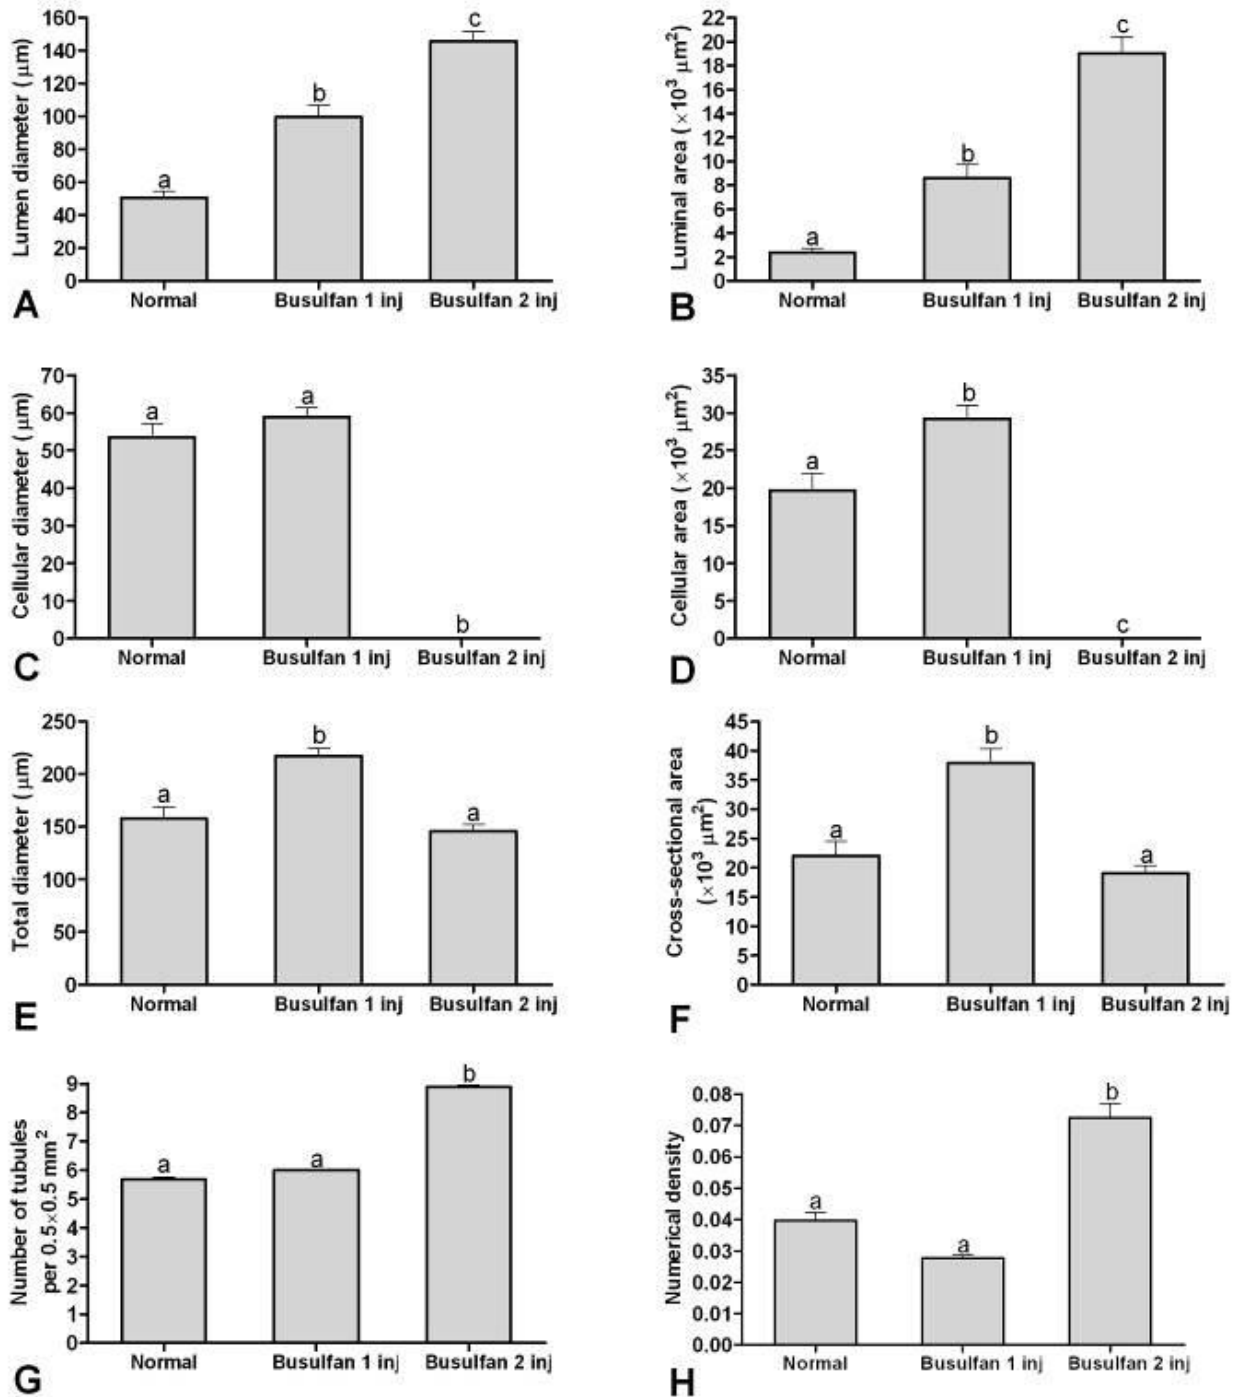 Lumen diameter (μm)
160
140
120
100
80
60
40
20
0
a
b
c
Normal
Busulfan 1 inj
Busulfan 2 inj
A
Luminal area (×10³ μm²)
22
20
18
16
14
12
10
8
6
4
2
0
a
b
c
Normal
Busulfan 1 inj
Busulfan 2 inj
B
Cellular diameter (μm)
70
60
50
40
30
20
10
0
a
a
b
Normal
Busulfan 1 inj
Busulfan 2 inj
C
Cellular area (×10³ μm²)
35
30
25
20
15
10
5
0
a
b
c
Normal
Busulfan 1 inj
Busulfan 2 inj
D
Total diameter (μm)
250
200
150
100
50
0
a
b
a
Normal
Busulfan 1 inj
Busulfan 2 inj
E
Cross-sectional area
(×10³ μm²)
45
40
35
30
25
20
15
10
5
0
a
b
a
Normal
Busulfan 1 inj
Busulfan 2 inj
F
Number of tubules
per 0.5×0.5 mm²
9
8
7
6
5
4
3
2
1
0
a
a
b
Normal
Busulfan 1 inj
Busulfan 2 inj
G
Numerical density
0.08
0.07
0.06
0.05
0.04
0.03
0.02
0.01
0.00
a
a
b
Normal
Busulfan 1 inj
Busulfan 2 inj
H